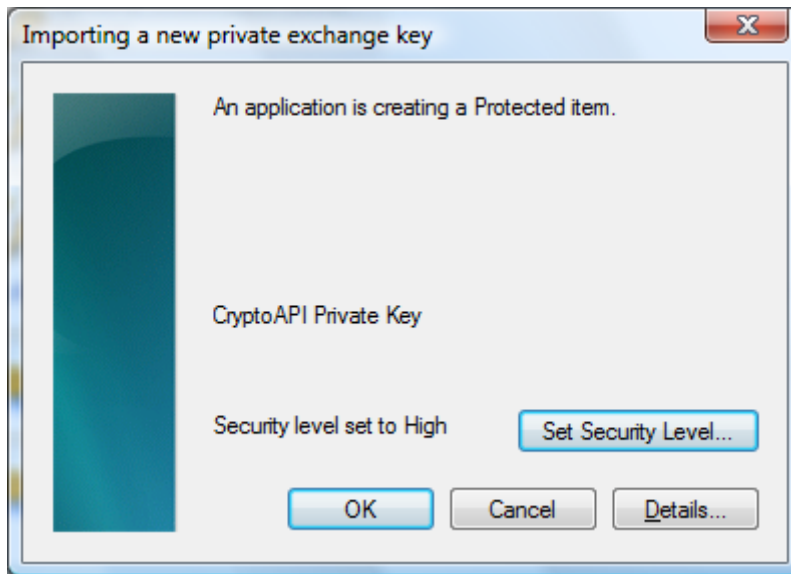 Importing a new private exchange key
An application is creating a Protected item.
CryptoAPI Private Key
Security level set to High
Set Security Level...
OK
Cancel
Details...